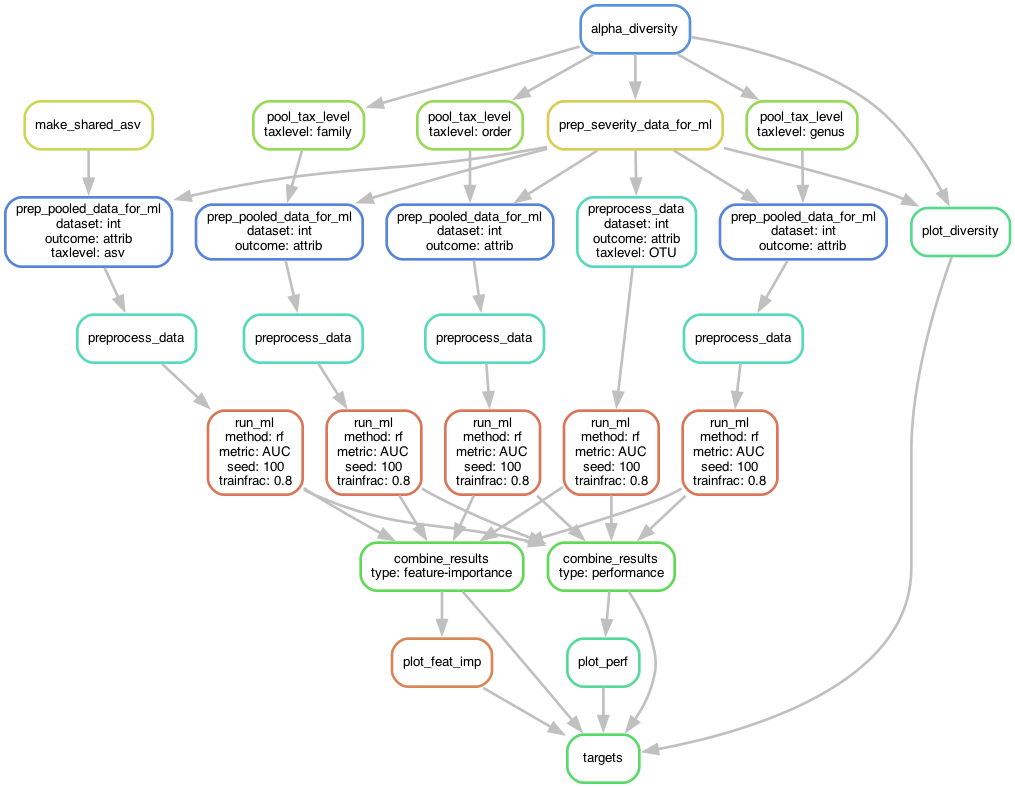 alpha_diversity
make_shared_asv
pool_tax_level
taxlevel: family
pool_tax_level
taxlevel: order
prep_severity_data_for_ml
pool_tax_level
taxlevel: genus
prep_pooled_data_for_ml
dataset: int
outcome: attrib
taxlevel: asv
prep_pooled_data_for_ml
dataset: int
outcome: attrib
prep_pooled_data_for_ml
dataset: int
outcome: attrib
preprocess_data
dataset: int
outcome: attrib
taxlevel: OTU
prep_pooled_data_for_ml
dataset: int
outcome: attrib
plot_diversity
preprocess_data
preprocess_data
preprocess_data
preprocess_data
run_ml
method: rf
metric: AUC
seed: 100
trainfrac: 0.8
run_ml
method: rf
metric: AUC
seed: 100
trainfrac: 0.8
run_ml
method: rf
metric: AUC
seed: 100
trainfrac: 0.8
run_ml
method: rf
metric: AUC
seed: 100
trainfrac: 0.8
run_ml
method: rf
metric: AUC
seed: 100
trainfrac: 0.8
combine_results
type: feature-importance
combine_results
type: performance
plot_feat_imp
plot_perf
targets